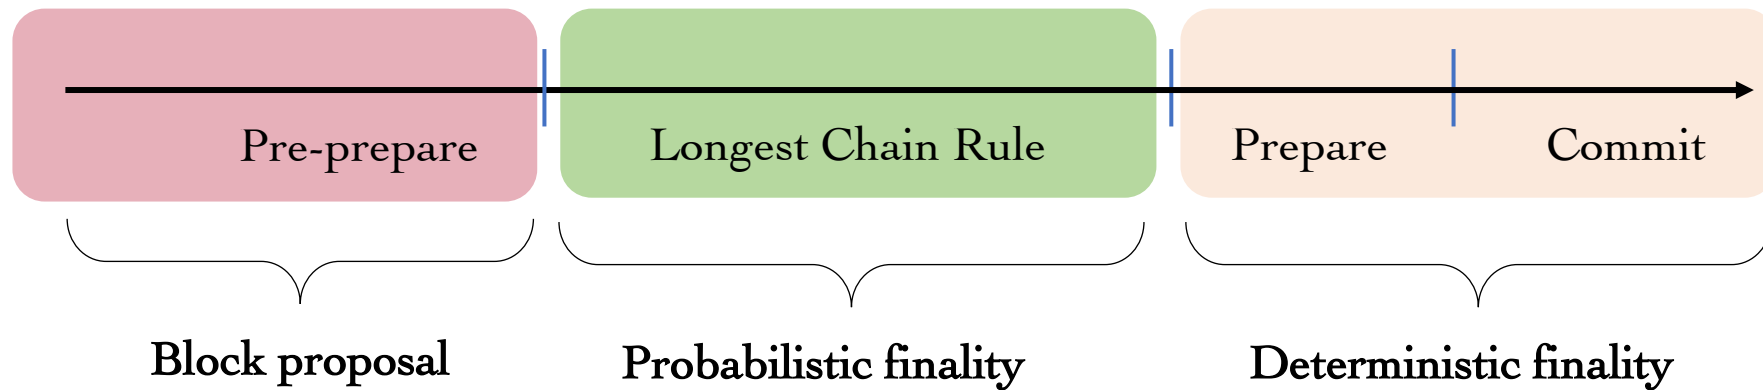 Pre-prepare
Longest Chain Rule
Prepare
Commit
Block proposal
Probabilistic finality
Deterministic finality